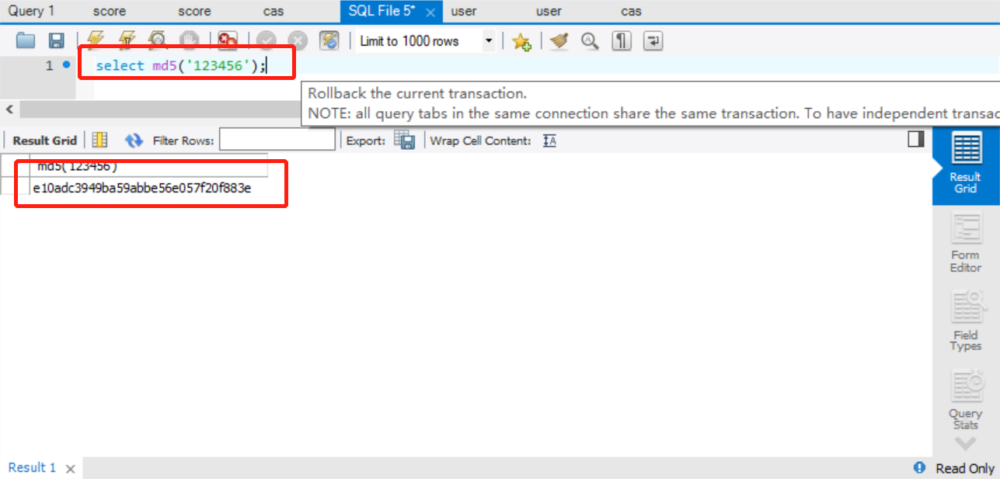 Query 1 score score cas SQL File 5* user user cas
Limit to 1000 rows
1 select md5('123456');
Rollback the current transaction.
NOTE: all query tabs in the same connection share the same transaction. To have independent transac
Result Grid Filter Rows: Export: Wrap Cell Content:
md5('123456')
e10adc3949ba59abbe56e057f20f883e
Result
Grid
Form
Editor
Field
Types
Query
Stats
Result 1 Read Only